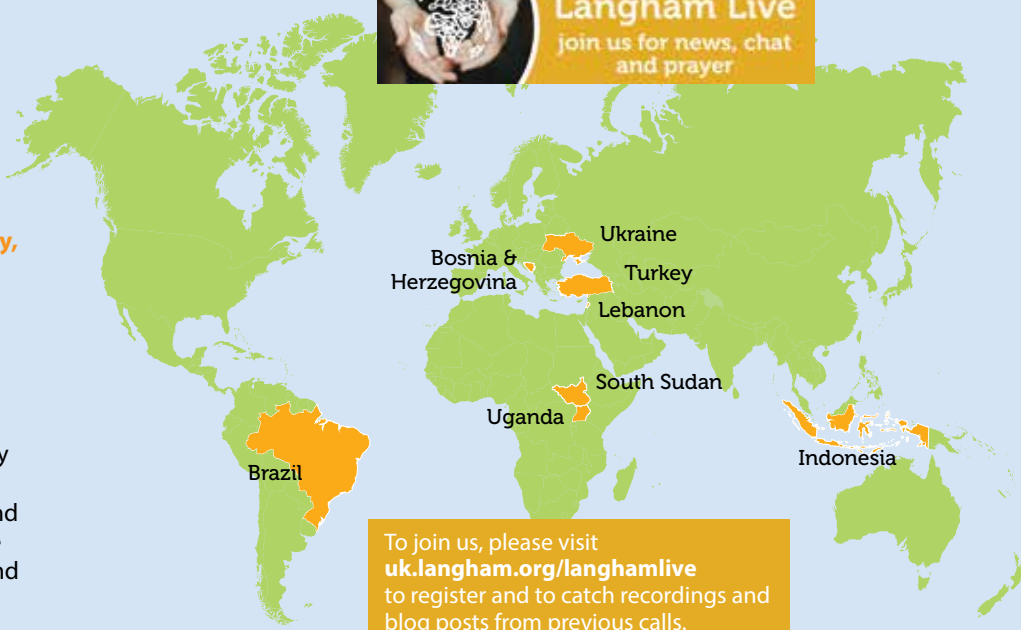 Langham Live
join us for news, chat
and prayer
y,
Ukraine
Bosnia &
Herzegovina
Turkey
Lebanon
South Sudan
Uganda
Brazil
Indonesia
y
nd
nd
To join us, please visit
uk.langham.org/langhamlive
to register and to catch recordings and
blog posts from previous calls.